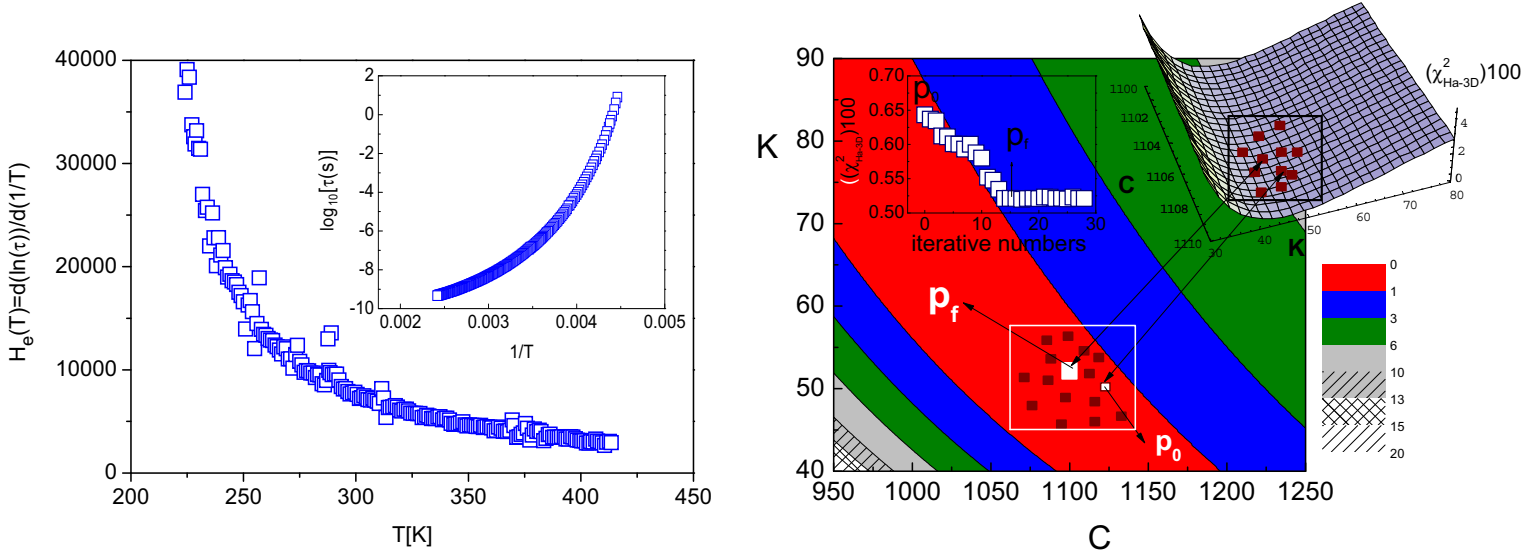 H_e(T)=d(ln(τ))/d(1/T)
40000
30000
20000
10000
0
200 250 300 350 400 450
T[K]
log₁₀[τ(s)]
2
0
-2
-4
-6
-8
-10
0.002 0.003 0.004 0.005
1/T
K
90
80
70
60
50
40
950 1000 1050 1100 1150 1200 1250
C
((χ²_Ha-3D)100
0.70
0.65
0.60
0.55
0.50
p₀
p_f
0 10 20 30
iterative numbers
(χ²_Ha-3D)100
4
2
0
1100
1102
1104
1106
1108
1110
C
30 40 50 60 70 80
K
p_f
p₀
0
1
3
6
10
13
15
20